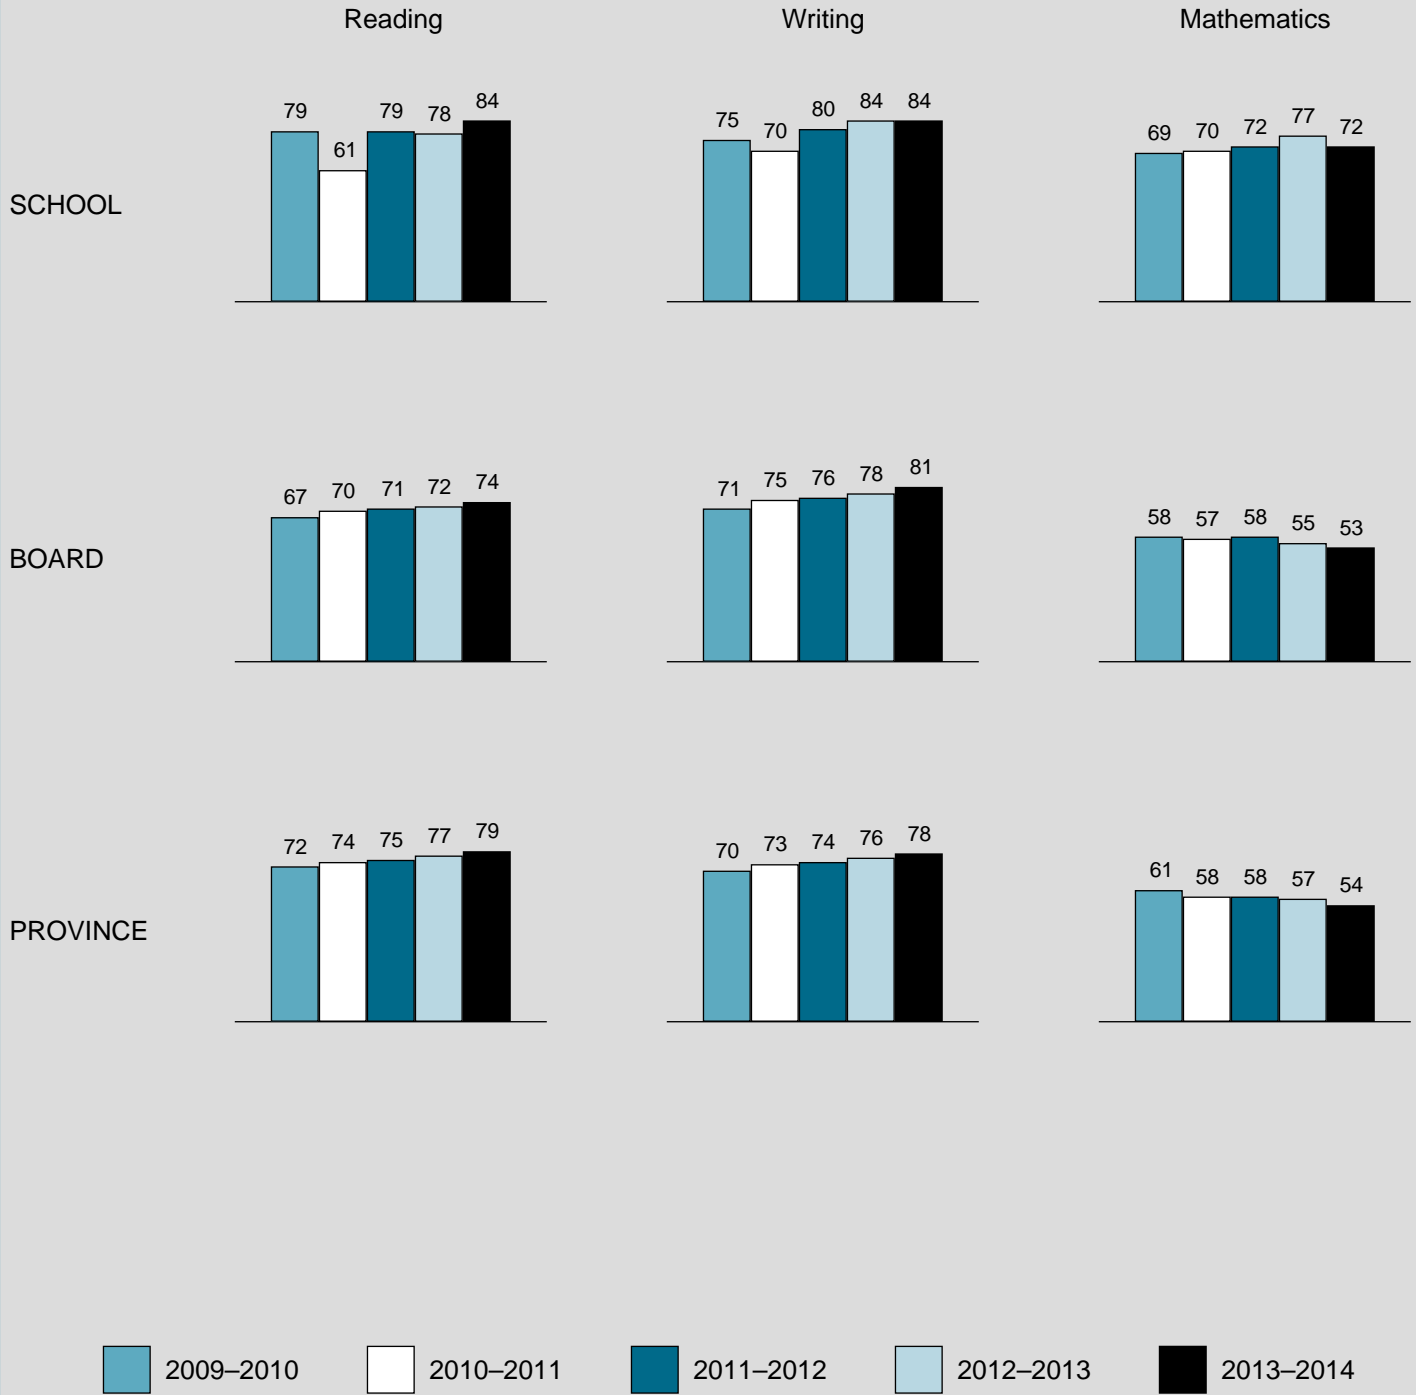 Reading Writing Mathematics
SCHOOL
79 61 79 78 84
75 70 80 84 84
69 70 72 77 72
BOARD
67 70 71 72 74
71 75 76 78 81
58 57 58 55 53
PROVINCE
72 74 75 77 79
70 73 74 76 78
61 58 58 57 54
2009–2010 2010–2011 2011–2012 2012–2013 2013–2014